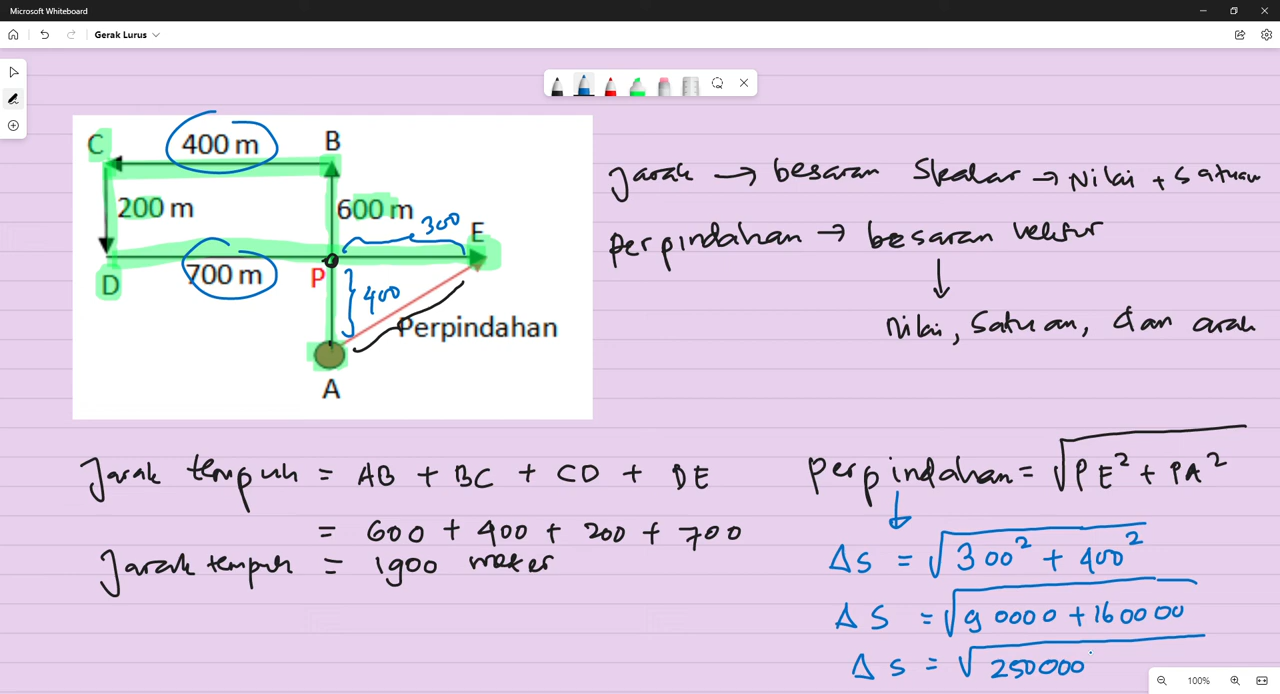 Microsoft Whiteboard
Gerak Lurus
C 400 m B
200 m 600 m
300
E
D 700 m P
400
Perpindahan
A
Jarak → besaran Skalar → Nilai + Satuan
Perpindahan → besaran vektor
↓
nilai, Satuan, dan arah
Jarak tempuh = AB + BC + CD + DE
= 600 + 400 + 200 + 700
Jarak tempuh = 1900 meter
Perpindahan = √PE² + PA²
↓
Δs = √300² + 400²
Δs = √90000 + 160000
Δs = √250000
100%